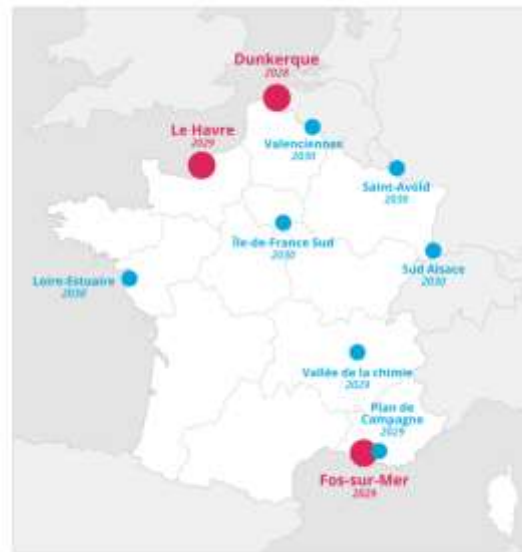 Dunkerque
2028
Le Havre
2029
Valenciennes
2030
Saint-Avold
2030
Île-de-France Sud
2030
Sud Alsace
2030
Loire-Estuaire
2030
Vallée de la chimie
2029
Plan de
Campagne
2029
Fos-sur-Mer
2029